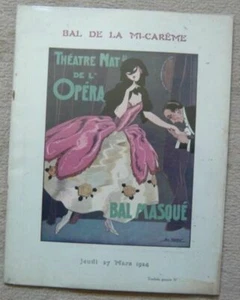 BAL DE LA MI-CARÊME
THÉATRE NAT.
DE L'
OPÉRA
BAL MASQUÉ
Jeudi 27 Mars 1924